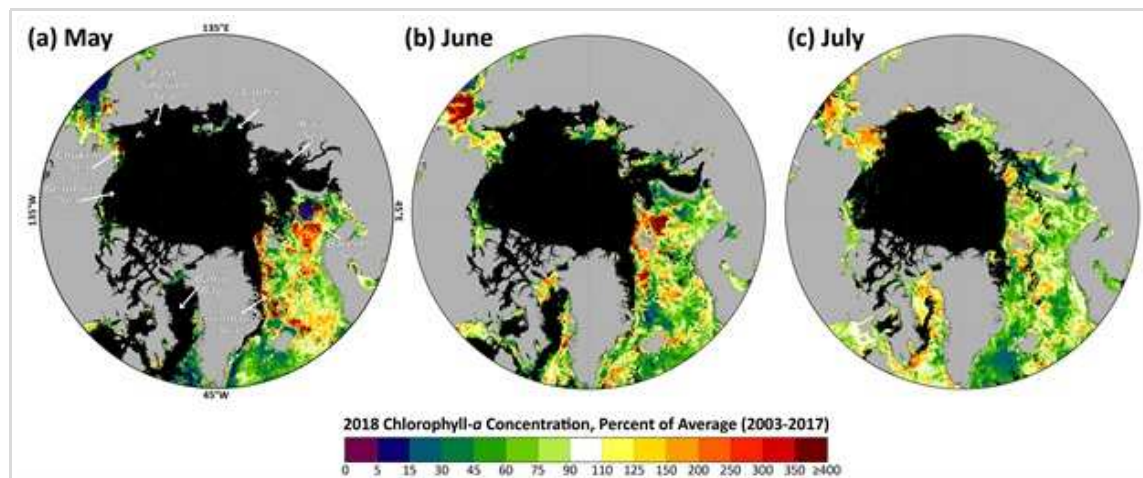 (a) May
135°E
(b) June
(c) July
135°W
45°E
45°W
2018 Chlorophyll-a Concentration, Percent of Average (2003-2017)
0 5 15 30 45 60 75 90 110 125 150 200 250 300 350 ≥400